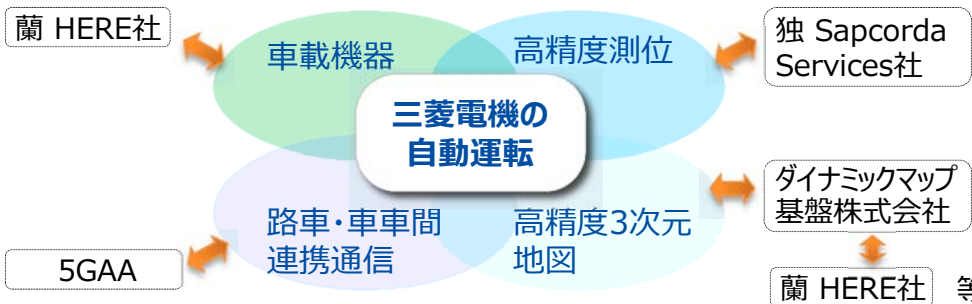 蘭 HERE社
車載機器
高精度測位
独 Sapcorda
Services社
三菱電機の
自動運転
路車・車車間
連携通信
高精度3次元
地図
ダイナミックマップ
基盤株式会社
5GAA
蘭 HERE社 等